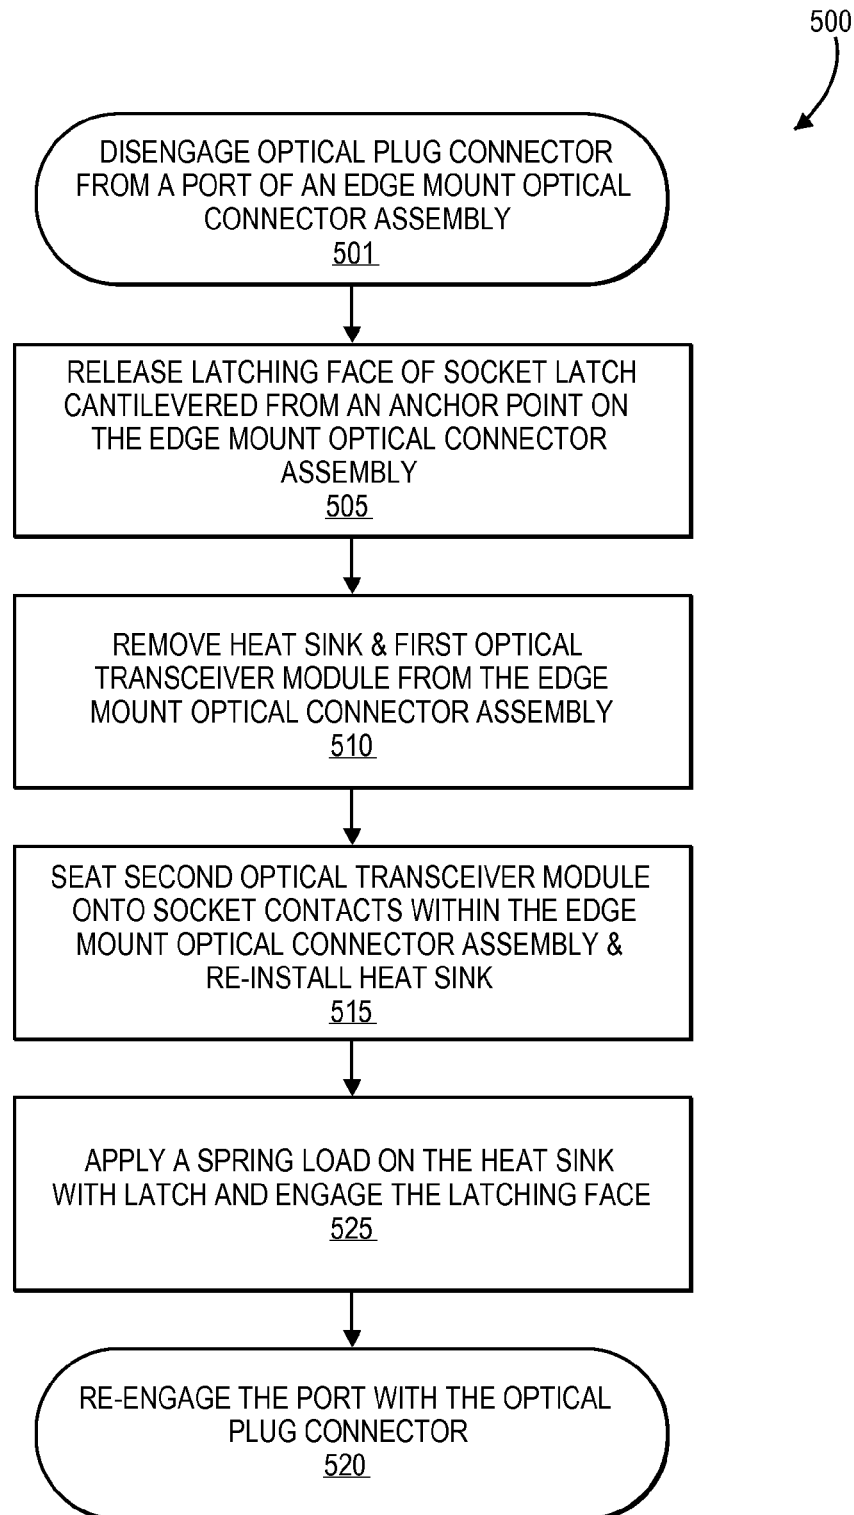 500
DISENGAGE OPTICAL PLUG CONNECTOR
FROM A PORT OF AN EDGE MOUNT OPTICAL
CONNECTOR ASSEMBLY
501
RELEASE LATCHING FACE OF SOCKET LATCH
CANTILEVERED FROM AN ANCHOR POINT ON
THE EDGE MOUNT OPTICAL CONNECTOR
ASSEMBLY
505
REMOVE HEAT SINK & FIRST OPTICAL
TRANSCEIVER MODULE FROM THE EDGE
MOUNT OPTICAL CONNECTOR ASSEMBLY
510
SEAT SECOND OPTICAL TRANSCEIVER MODULE
ONTO SOCKET CONTACTS WITHIN THE EDGE
MOUNT OPTICAL CONNECTOR ASSEMBLY &
RE-INSTALL HEAT SINK
515
APPLY A SPRING LOAD ON THE HEAT SINK
WITH LATCH AND ENGAGE THE LATCHING FACE
525
RE-ENGAGE THE PORT WITH THE OPTICAL
PLUG CONNECTOR
520